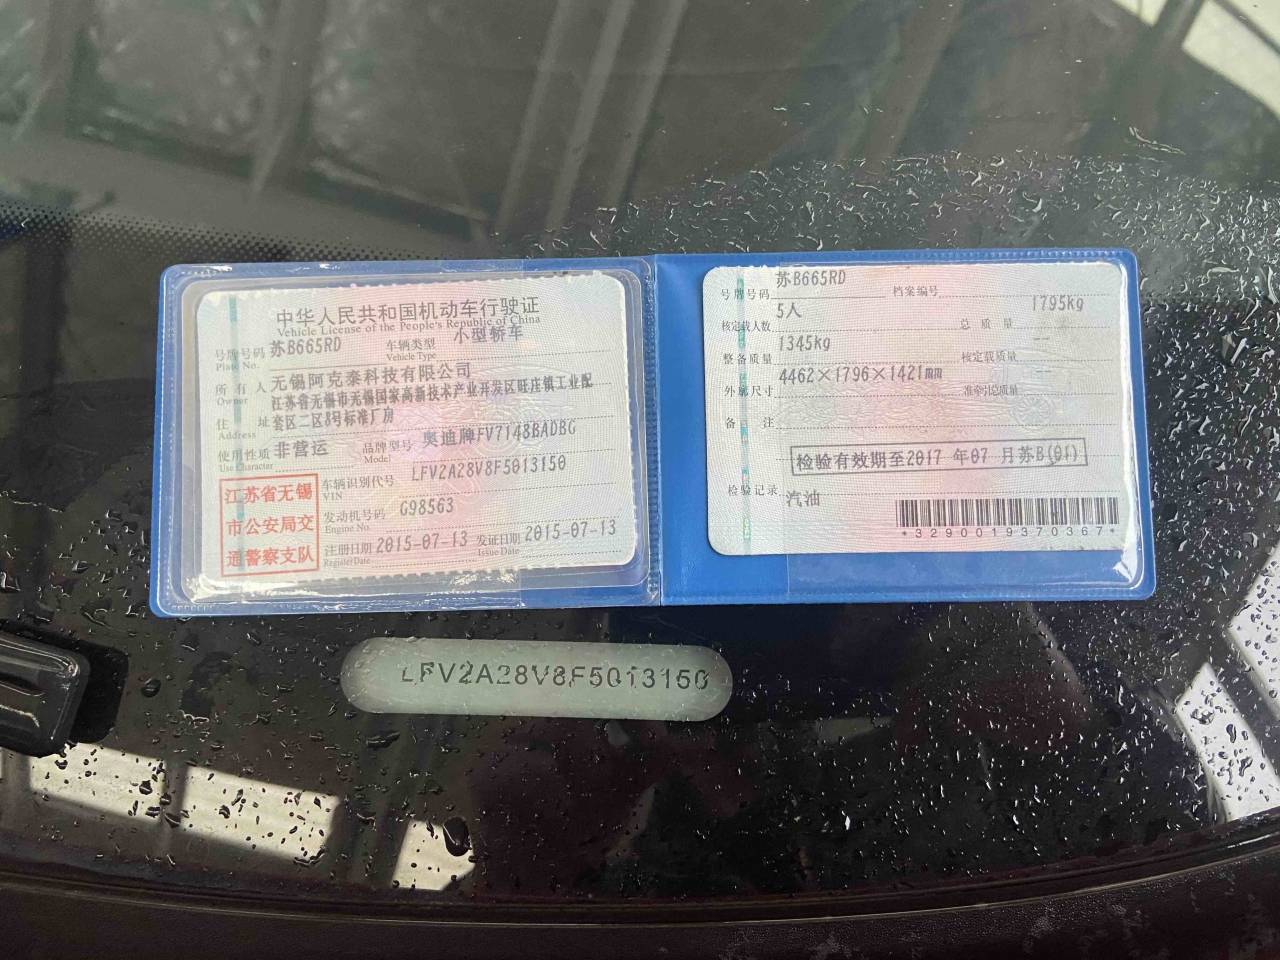 中华人民共和国机动车行驶证
Vehicle License of the People's Republic of China
号牌号码 苏B665RD 车辆类型 小型轿车
Plate No. Vehicle Type
所有人 无锡阿克泰科技有限公司
Owner
江苏省无锡市无锡国家高新技术产业开发区旺庄镇工业配
住址 套区二区8号标准厂房
Address
使用性质 非营运 品牌型号 奥迪牌FV7148BADBG
Use Character Model
江苏省无锡
市公安局交
通警察支队
车辆识别代号 LFV2A28V8F5013150
VIN
发动机号码 G98563
Engine No.
注册日期 2015-07-13 发证日期 2015-07-13
Register Date Issue Date
号牌号码 苏B665RD 档案编号
核定载人数 5人 总质量 1795kg
整备质量 1345kg 核定载质量 --
外廓尺寸 4462×1796×1421mm 准牵引总质量 --
备注
检验有效期至2017 年07 月苏B(01)
检验记录 汽油
*3290019370367*
LFV2A28V8F5013150